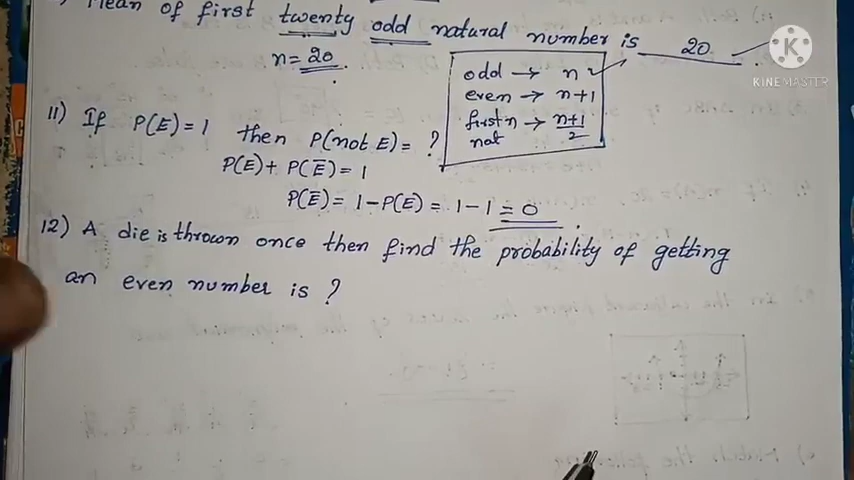 Mean of first twenty odd natural number is 20
n = 20
odd → n
even → n+1
first n nat → n+1/2
KINEMASTER
11) If P(E) = 1 then P(not E) = ?
P(E) + P(E̅) = 1
P(E̅) = 1 - P(E) = 1 - 1 = 0
12) A die is thrown once then find the probability of getting
an even number is ?